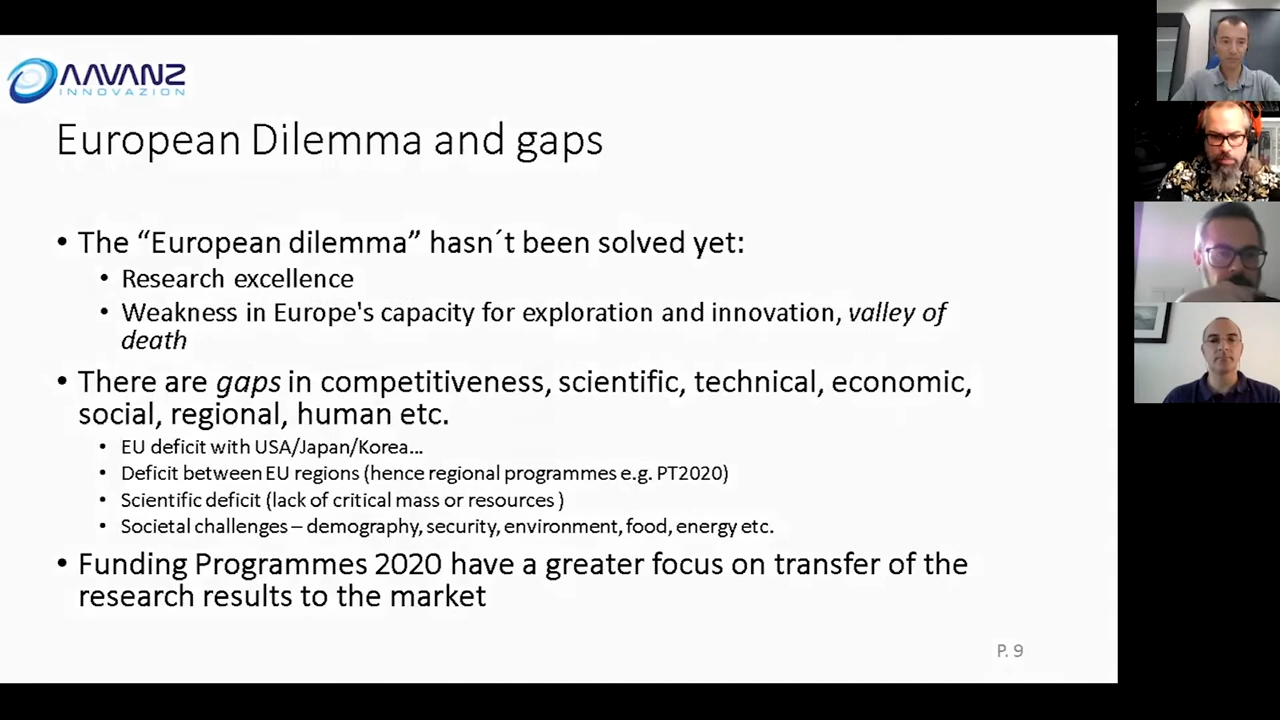 AAVANZ
INNOVAZION
European Dilemma and gaps
• The “European dilemma” hasn´t been solved yet:
• Research excellence
• Weakness in Europe's capacity for exploration and innovation, valley of
death
• There are gaps in competitiveness, scientific, technical, economic,
social, regional, human etc.
• EU deficit with USA/Japan/Korea...
• Deficit between EU regions (hence regional programmes e.g. PT2020)
• Scientific deficit (lack of critical mass or resources )
• Societal challenges – demography, security, environment, food, energy etc.
• Funding Programmes 2020 have a greater focus on transfer of the
research results to the market
P. 9